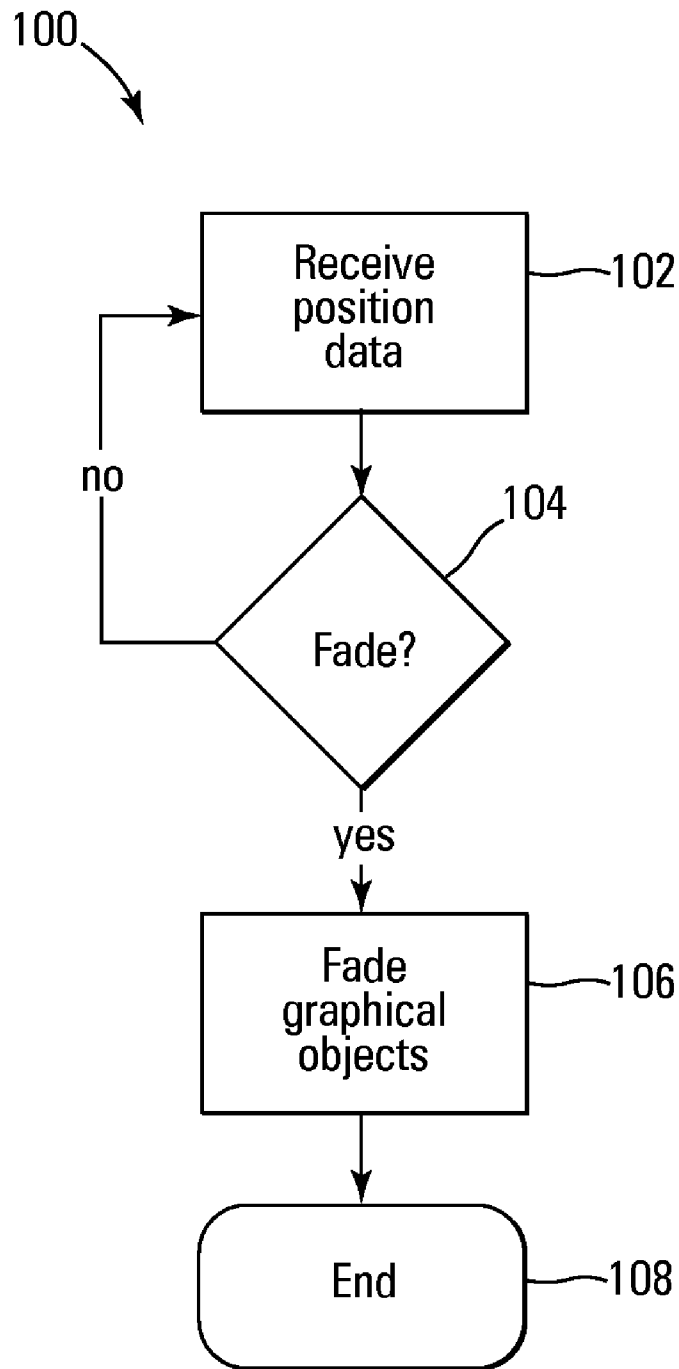 100
Receive
position
data
102
no
104
Fade?
yes
Fade
graphical
objects
106
End
108